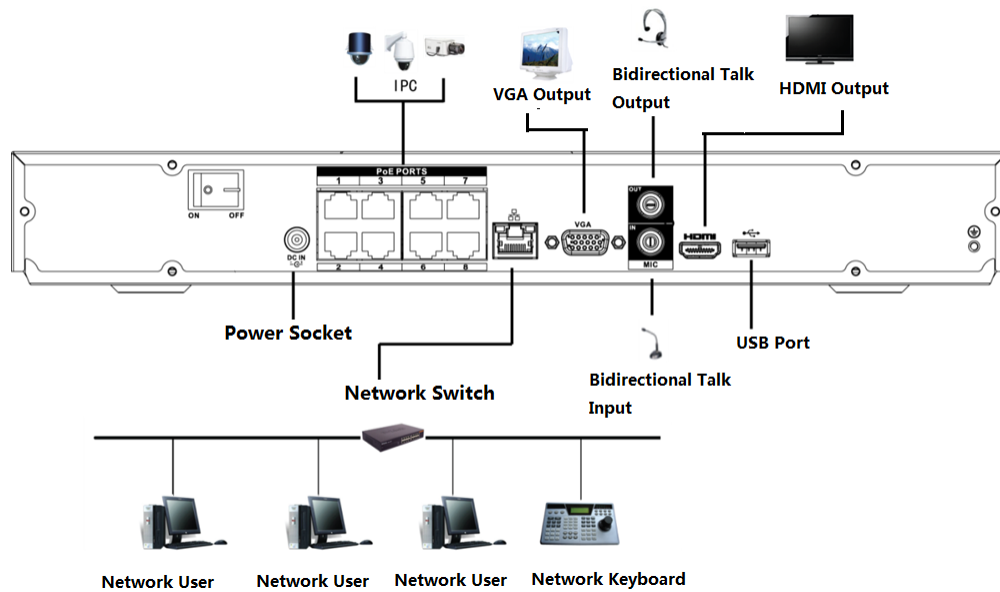 IPC
VGA Output
Bidirectional Talk
Output
HDMI Output
PoE PORTS
1 3 5 7
ON OFF
DC IN
2 4 6 8
VGA
OUT
IN
MIC
HDMI
Power Socket
Network Switch
Bidirectional Talk
Input
USB Port
Network User
Network User
Network User
Network Keyboard